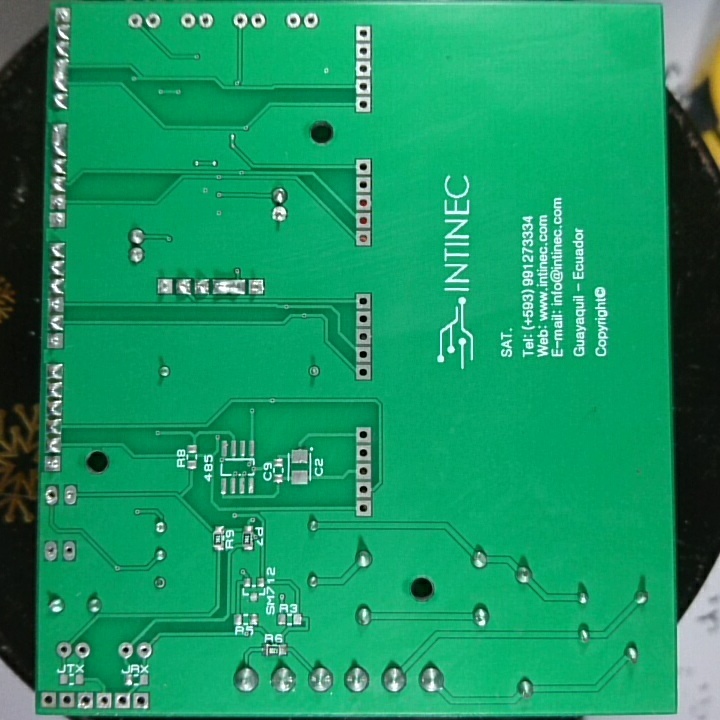 INTINEC
SAT.
Tel: (+593) 991273334
Web: www.intinec.com
E-mail: info@intinec.com
Guayaquil - Ecuador
Copyright©
R8
485
C9
C2
R9
R7
SM712
R3
R5
R6
JTX
JRX